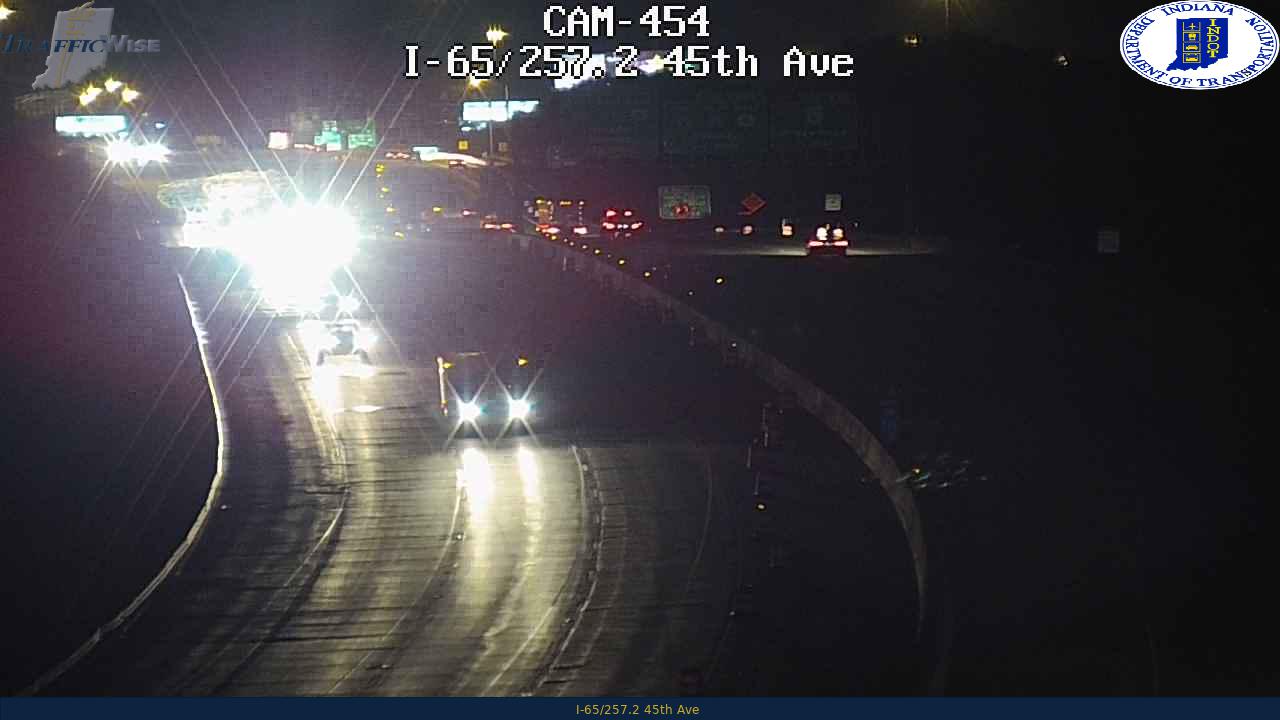 CAM-454
I-65/257.2 45th Ave
TRAFFICWISE
INDIANA
DEPARTMENT OF TRANSPORTATION
INDOT
I-65/257.2 45th Ave